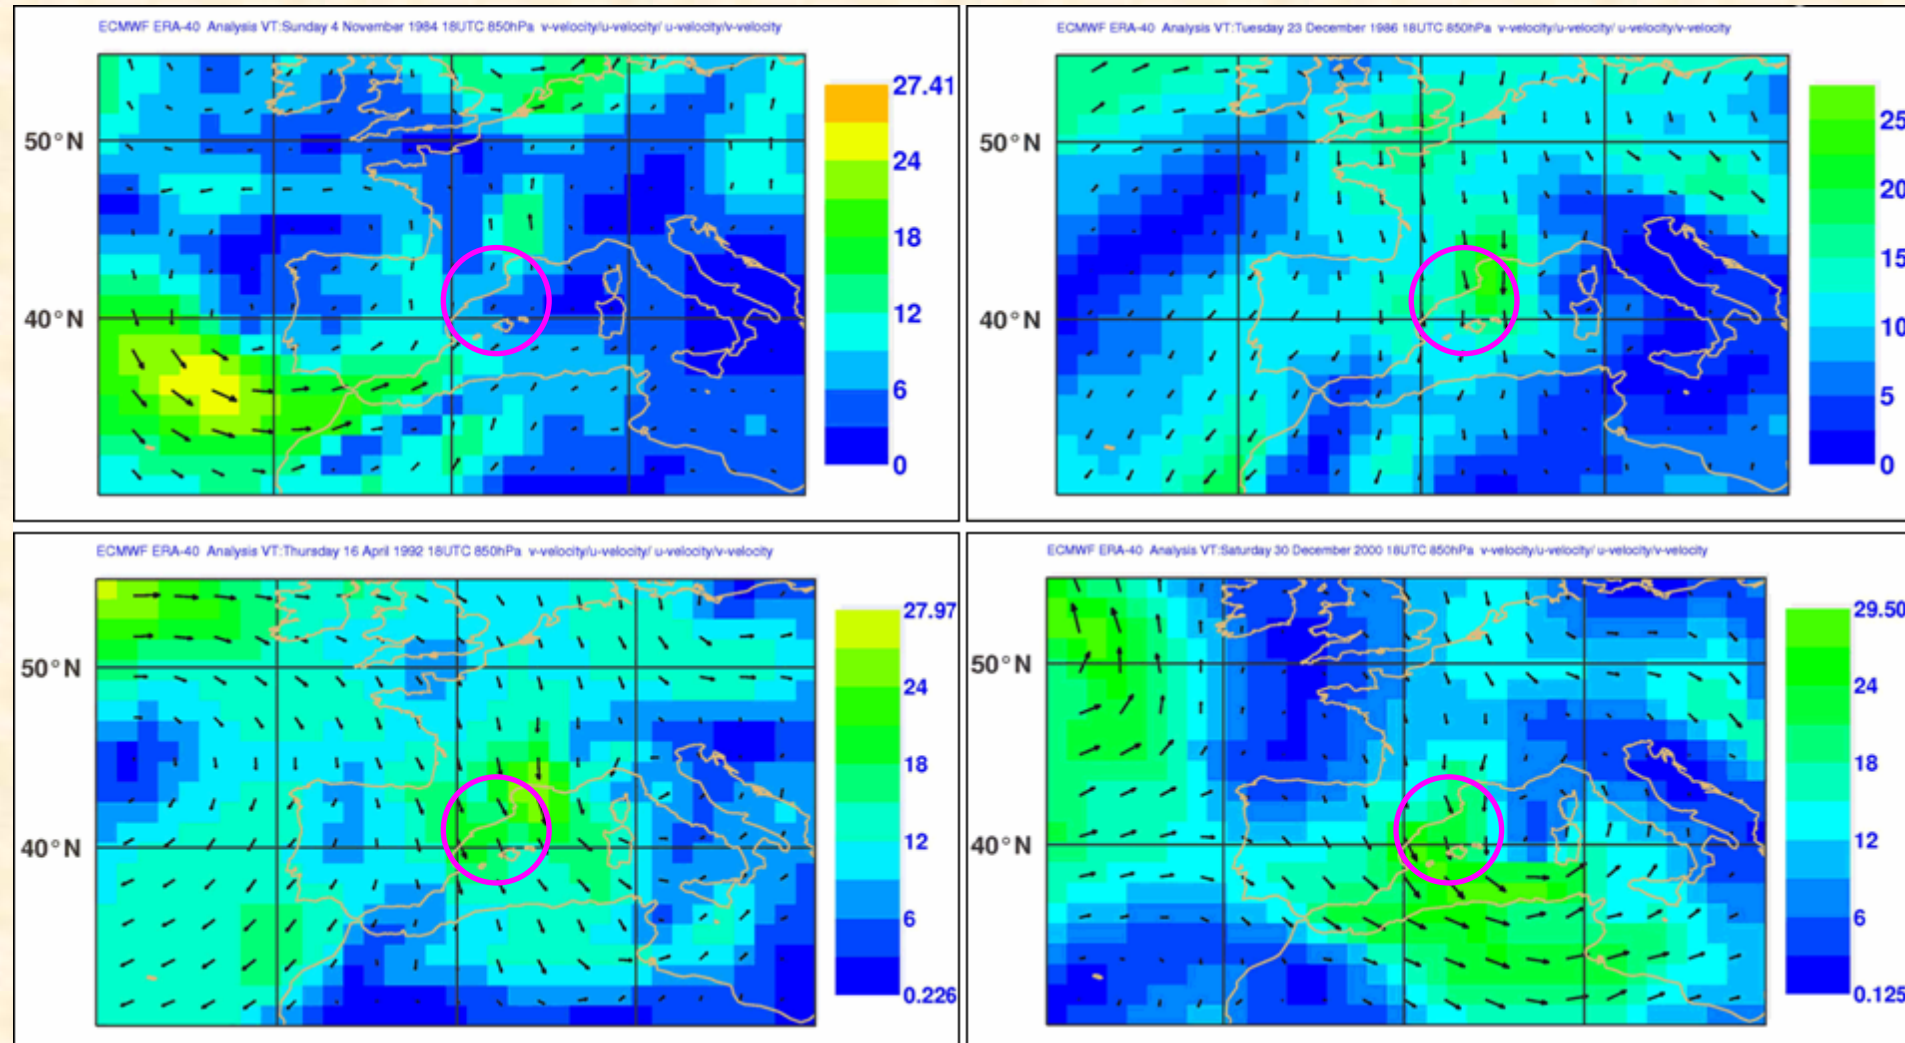 ECMWF ERA-40 Analysis VT:Sunday 4 November 1984 18UTC 850hPa v-velocity/u-velocity/ u-velocity/v-velocity
50°N
40°N
27.41
24
18
12
6
0
ECMWF ERA-40 Analysis VT:Tuesday 23 December 1986 18UTC 850hPa v-velocity/u-velocity/ u-velocity/v-velocity
50°N
40°N
25
20
15
10
5
0
ECMWF ERA-40 Analysis VT:Thursday 16 April 1992 18UTC 850hPa v-velocity/u-velocity/ u-velocity/v-velocity
50°N
40°N
27.97
24
18
12
6
0.226
ECMWF ERA-40 Analysis VT:Saturday 30 December 2000 18UTC 850hPa v-velocity/u-velocity/ u-velocity/v-velocity
50°N
40°N
29.50
24
18
12
6
0.125